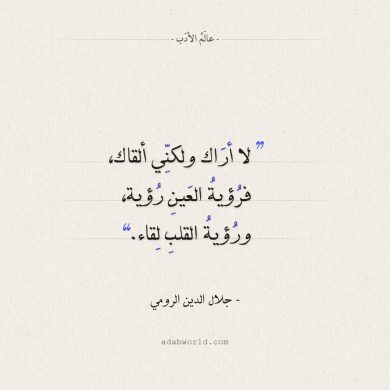 - عالَمُ الأدَب -
" لا أرَاك ولكنِّي ألقاك،
فرُؤيةُ العَينِ رُؤية،
ورُؤيةُ القلبِ لِقاء. "
- جلال الدين الرومي
adabworld.com